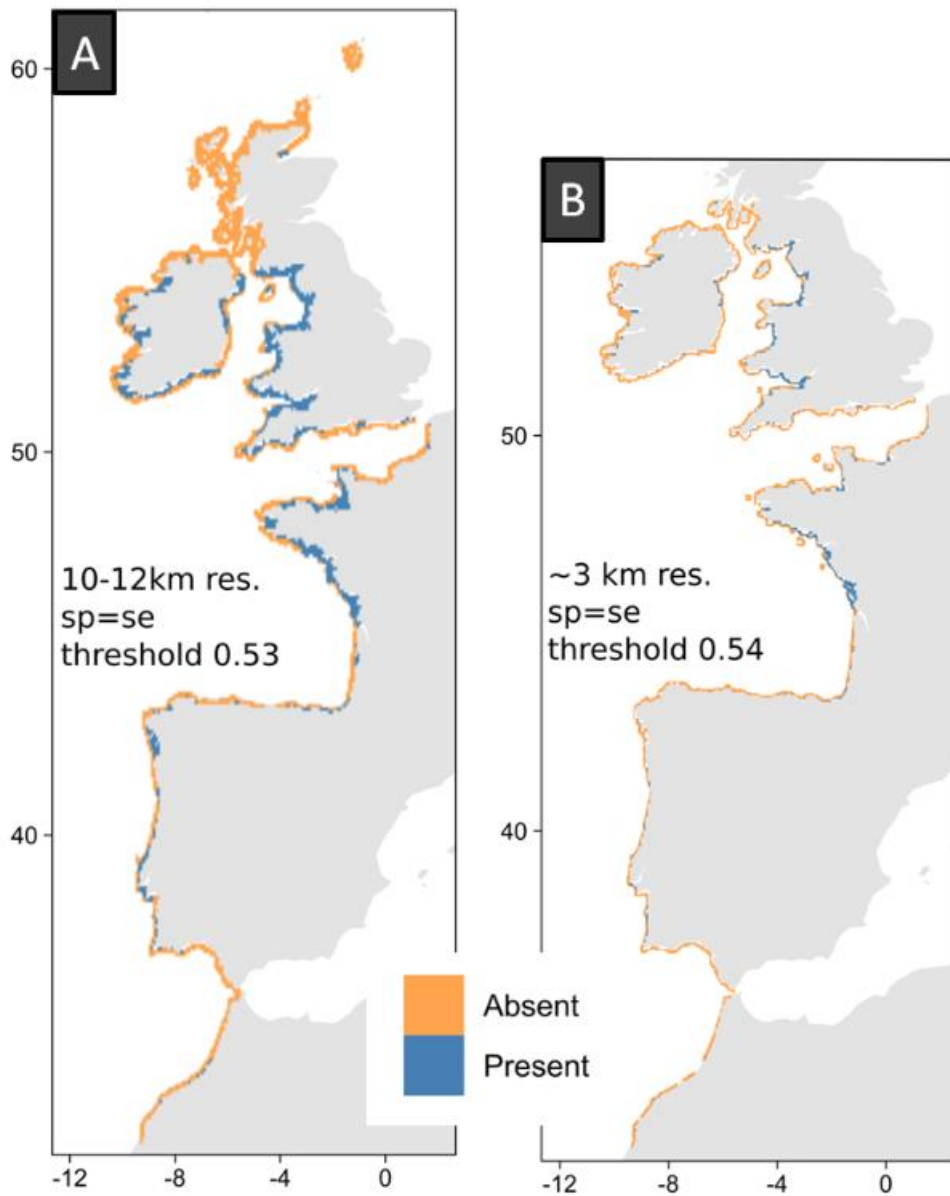 A
60
50
40
10-12km res.
sp=se
threshold 0.53
-12
-8
-4
0
B
50
40
~3 km res.
sp=se
threshold 0.54
-12
-8
-4
0
Absent
Present